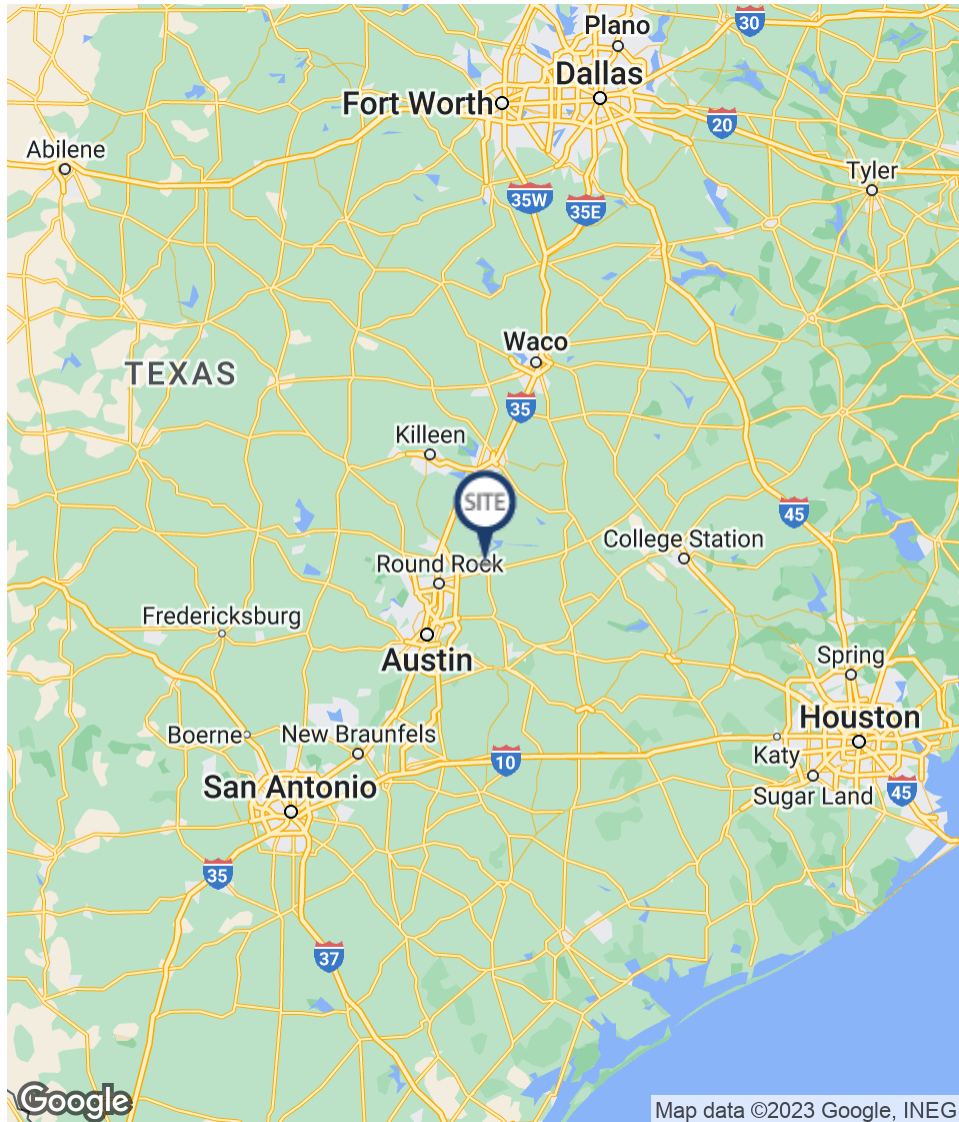 Plano
30
Dallas
Fort Worth
20
Abilene
Tyler
35W
35E
Waco
TEXAS
35
Killeen
SITE
45
College Station
Round Rock
Fredericksburg
Austin
Spring
Houston
New Braunfels
Boerne
10
Katy
San Antonio
Sugar Land
45
35
37
Google
Map data ©2023 Google, INEG